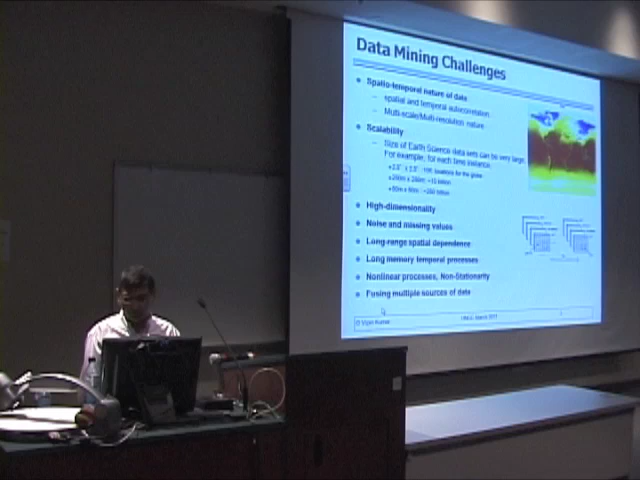 Data Mining Challenges
Spatio-temporal nature of data
– spatial and temporal autocorrelation.
– Multi-scale/Multi-resolution nature
Scalability
– Size of Earth Science data sets can be very large,
For example, for each time instance,
High-dimensionality
Noise and missing values
Long-range spatial dependence
Long memory temporal processes
Nonlinear processes, Non-Stationarity
Fusing multiple sources of data
© Vipin Kumar